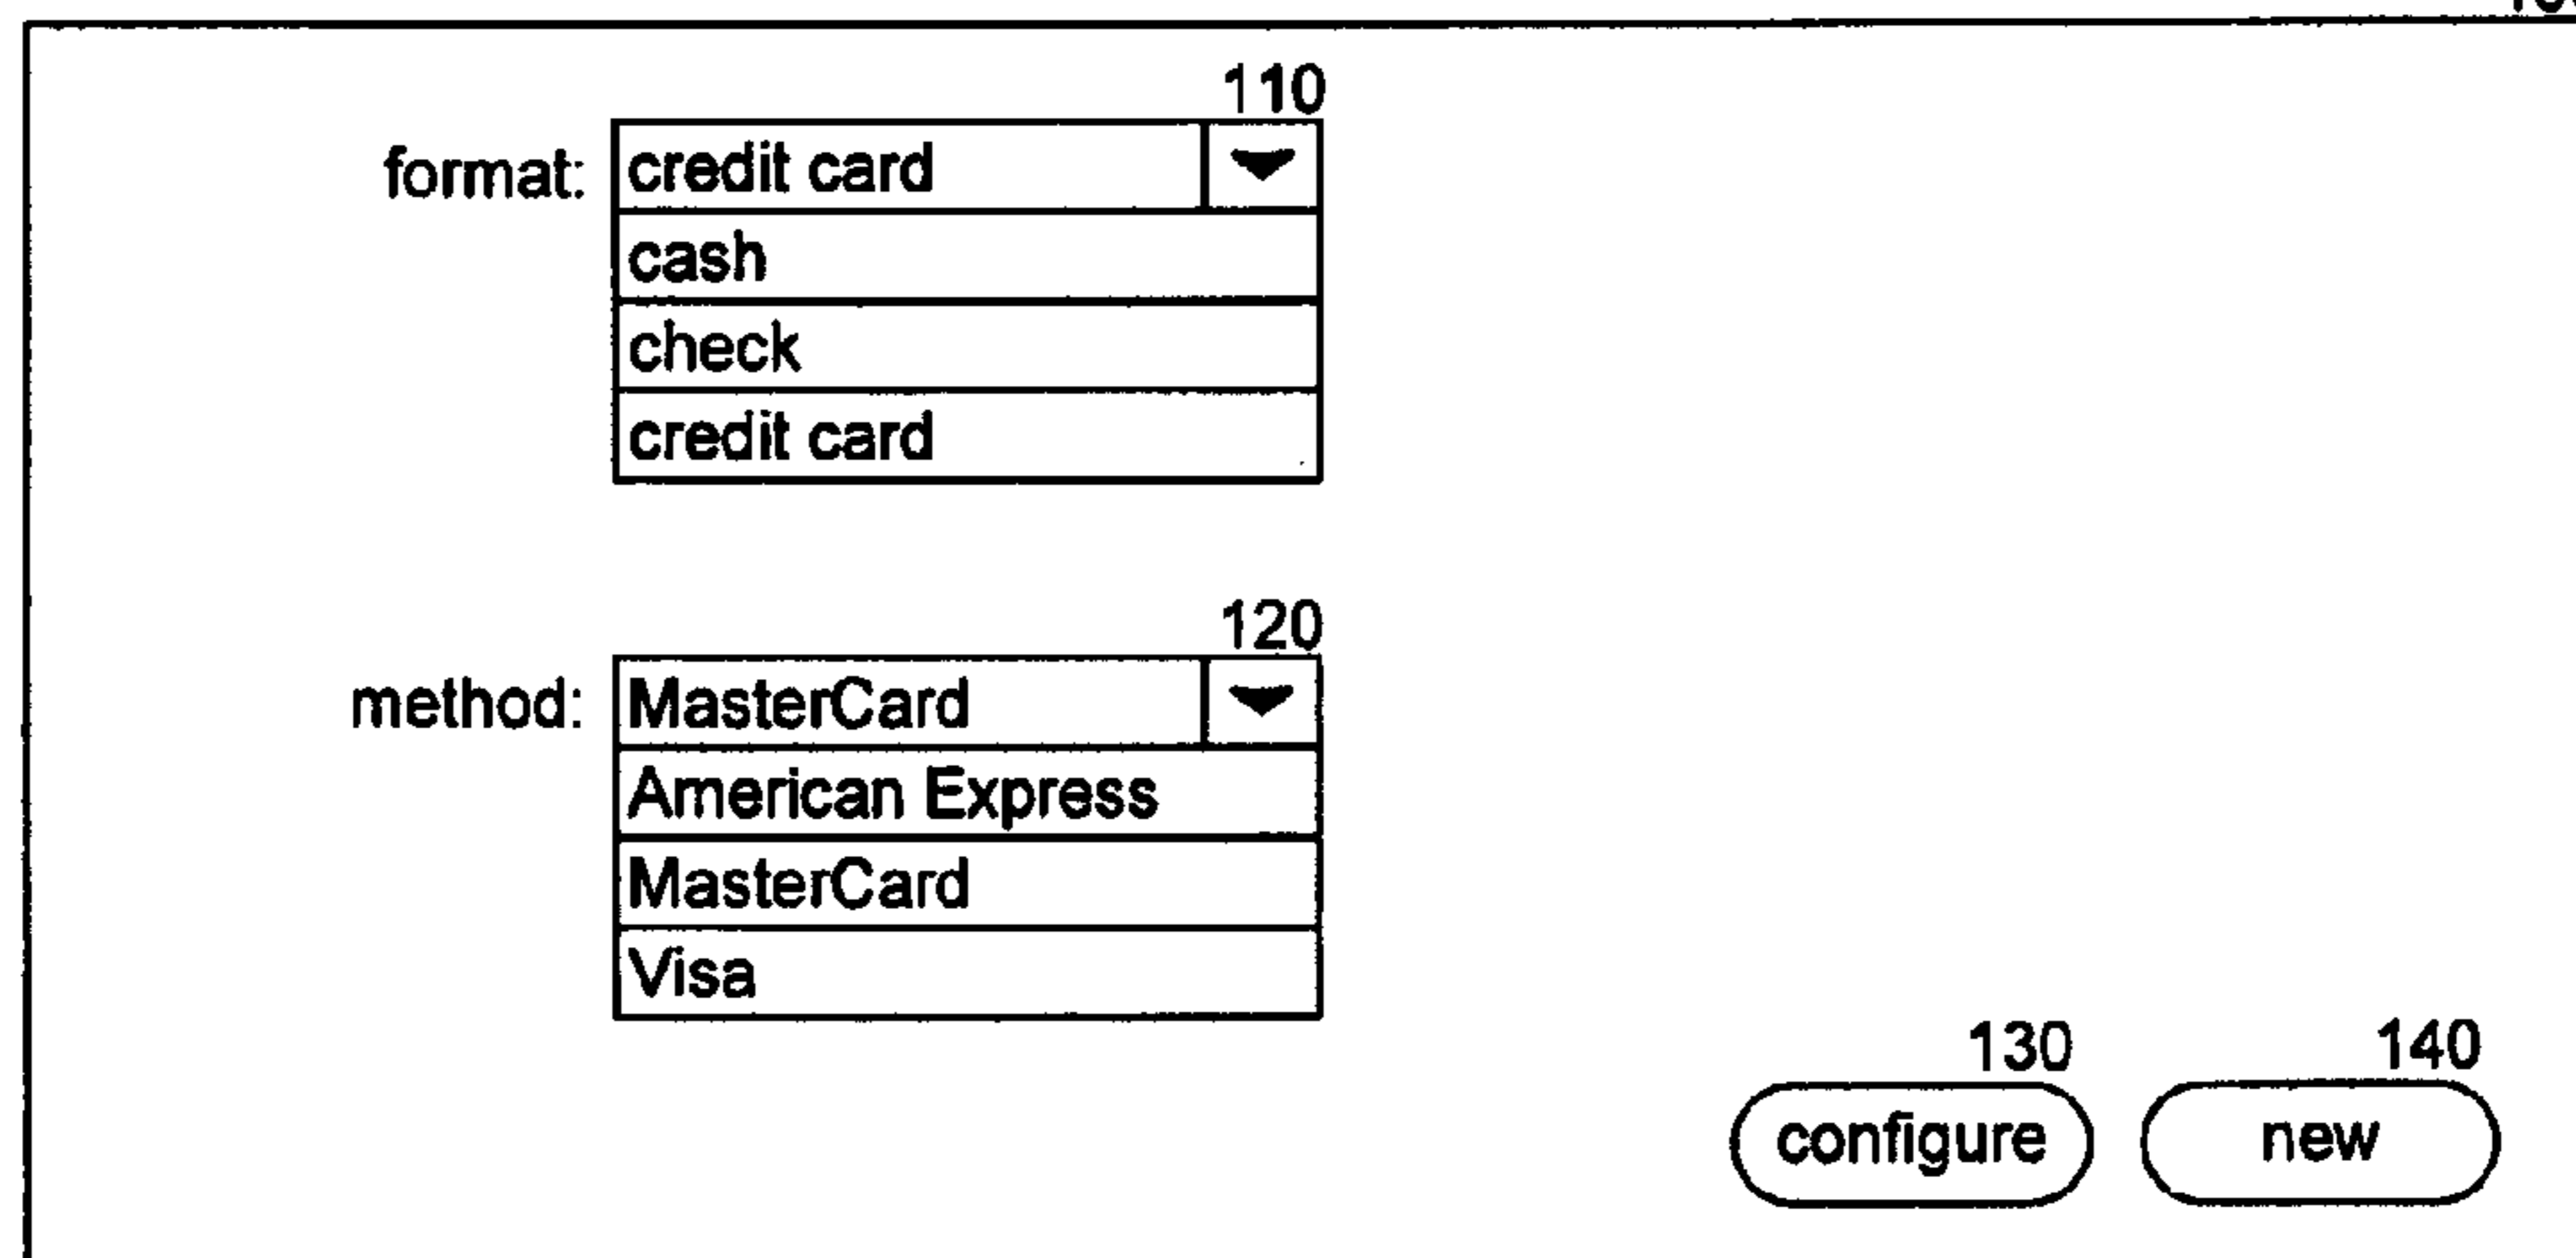 110
format: credit card
cash
check
credit card
120
method: MasterCard
American Express
MasterCard
Visa
130 140
configure new